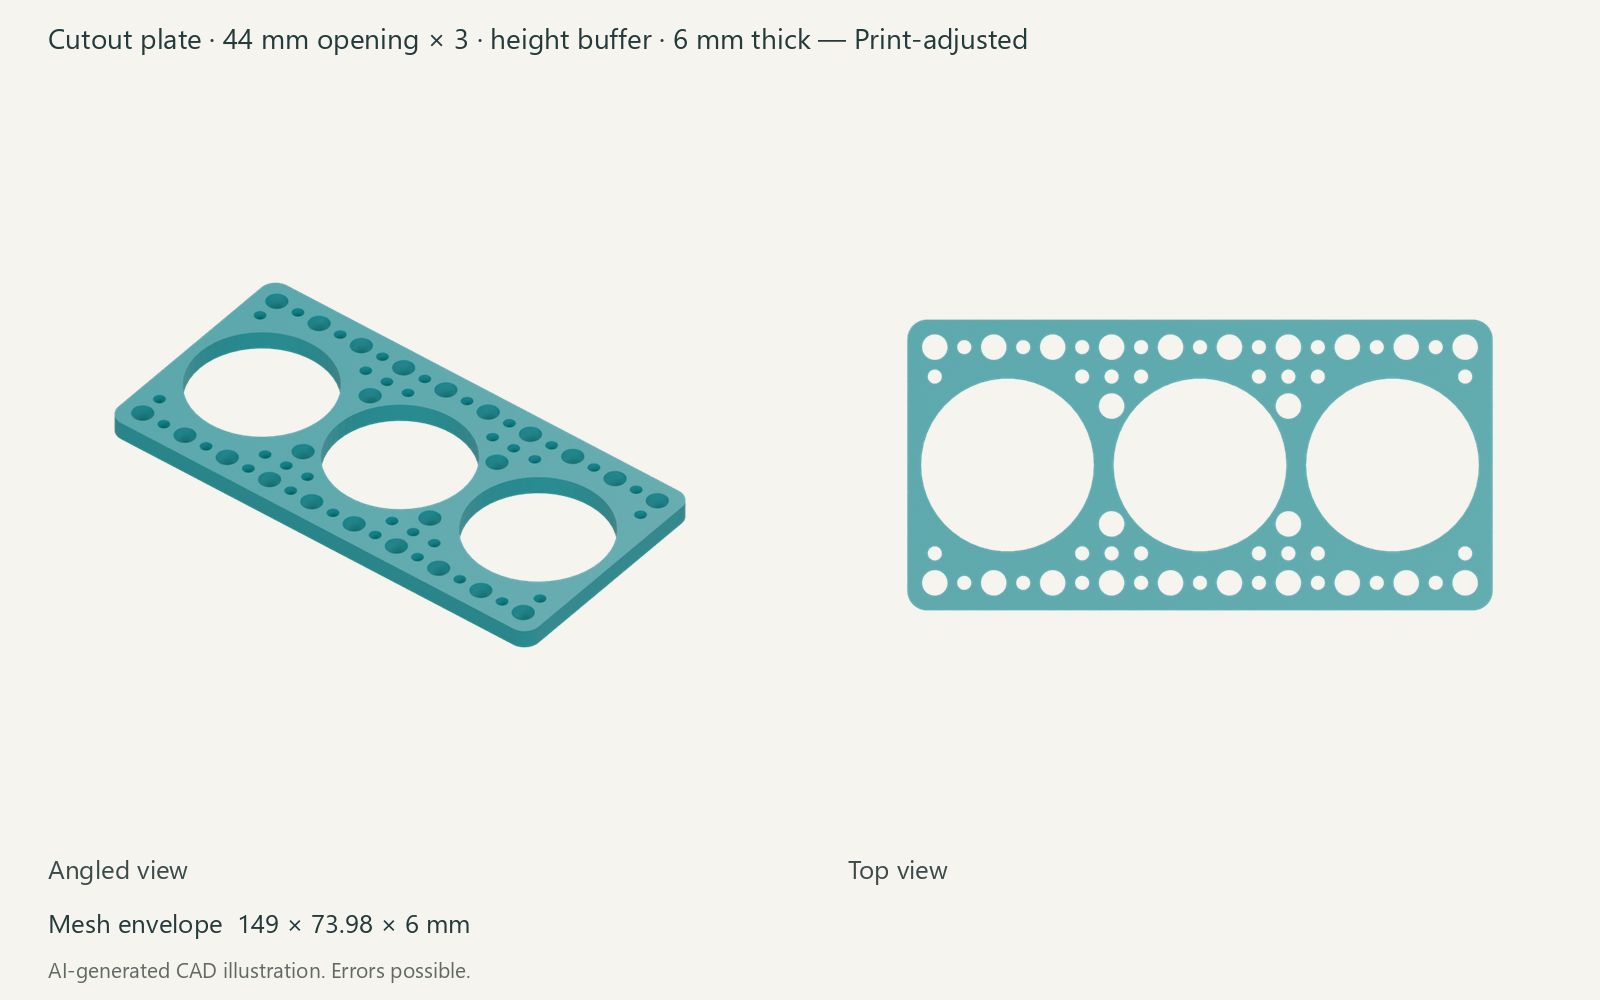 Cutout plate · 44 mm opening × 3 · height buffer · 6 mm thick — Print-adjusted
Angled view
Top view
Mesh envelope 149 × 73.98 × 6 mm
AI-generated CAD illustration. Errors possible.